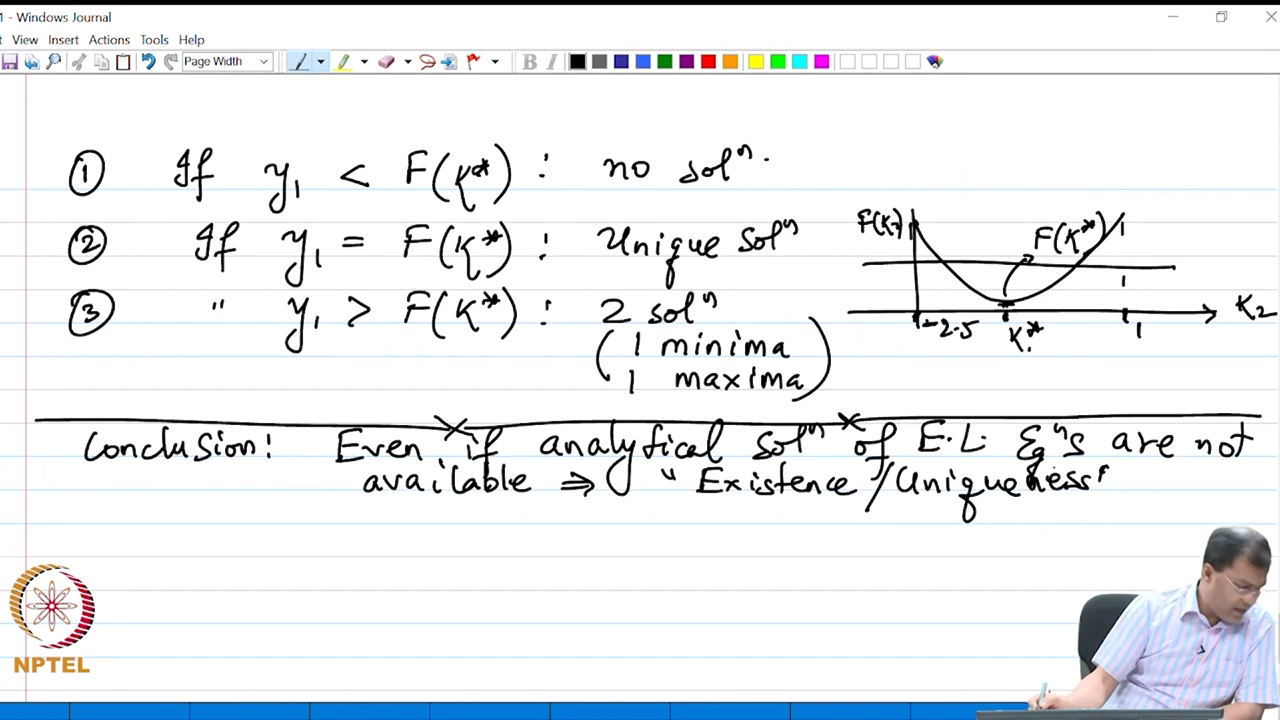 1 - Windows Journal
t View Insert Actions Tools Help
Page Width
B I
① If y₁ < F(K*) : no solⁿ.
② If y₁ = F(K*) : Unique solⁿ
③ " y₁ > F(K*) : 2 solⁿ
( 1 minima
1 maxima )
F(K₂)
F(K*)
-2.5
K₂*
1
K₂
Conclusion: Even if analytical solⁿ of E.L. Eqⁿs are not
available ⇒ "Existence/Uniqueness"
NPTEL